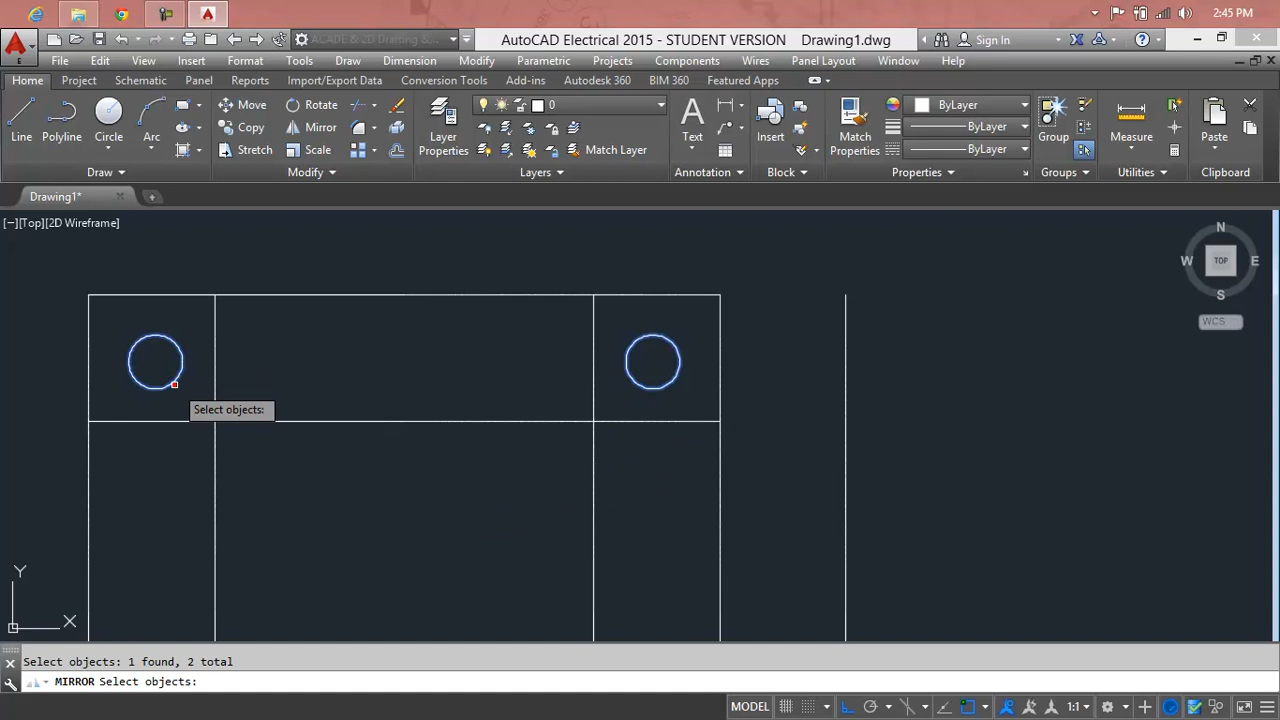 2:45 PM
ACADE & 2D Drafting &...
AutoCAD Electrical 2015 - STUDENT VERSION Drawing1.dwg
Sign In
E
File Edit View Insert Format Tools Draw Dimension Modify Parametric Projects Components Wires Panel Layout Window Help
Home Project Schematic Panel Reports Import/Export Data Conversion Tools Add-ins Autodesk 360 BIM 360 Featured Apps
Move Rotate 0 ByLayer
Copy Mirror ByLayer
Stretch Scale Match Layer ByLayer
Line Polyline Circle Arc Layer Properties Text Insert Match Properties Group Measure Paste
Draw Modify Layers Annotation Block Properties Groups Utilities Clipboard
Drawing1*
[−][Top][2D Wireframe]
N
W TOP E
S
WCS
Select objects:
Y
X
Select objects: 1 found, 2 total
MIRROR Select objects:
MODEL 1:1